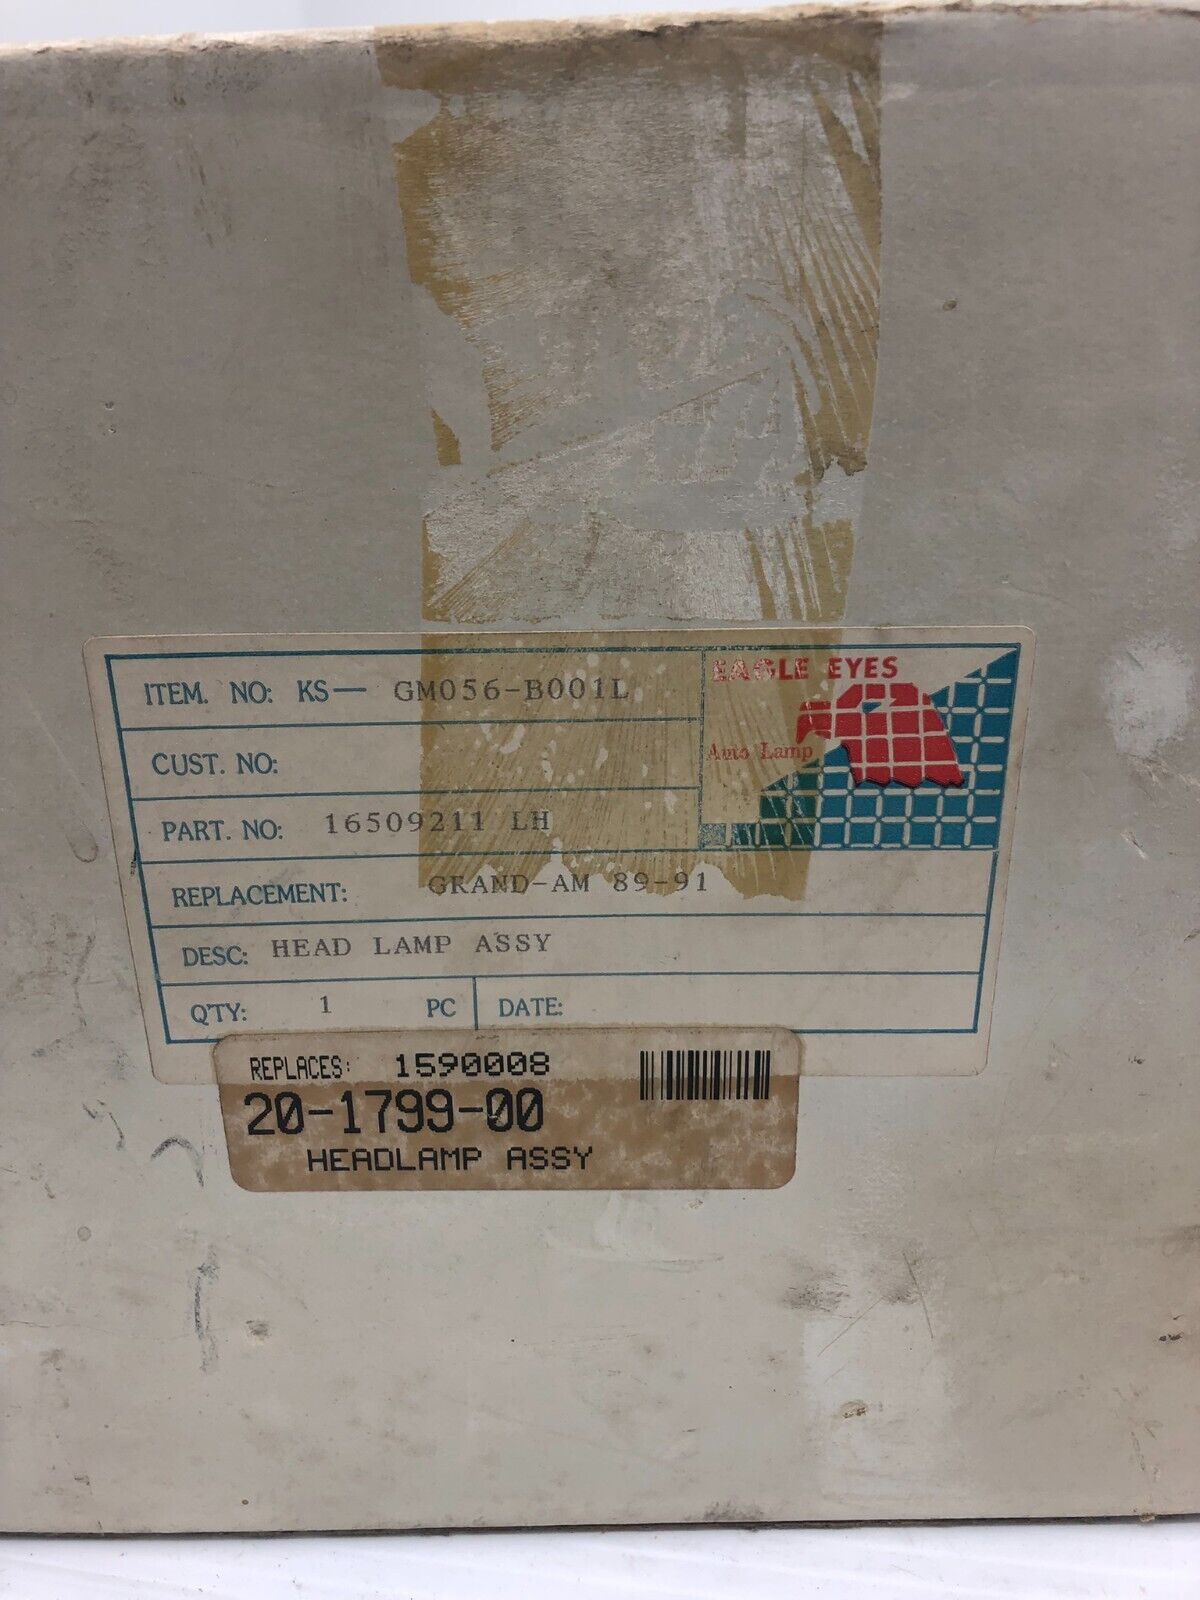 ITEM. NO: KS— GM056-B001L
EAGLE EYES
Auto Lamp
CUST. NO:
PART. NO: 16509211 LH
REPLACEMENT: GRAND-AM 89-91
DESC: HEAD LAMP ASSY
Q'TY: 1 PC DATE:
REPLACES: 1590008
20-1799-00
HEADLAMP ASSY